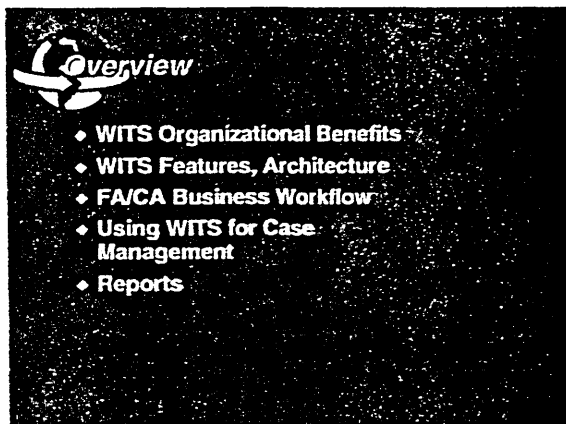 Overview
◆ WITS Organizational Benefits
◆ WITS Features, Architecture
◆ FA/CA Business Workflow
◆ Using WITS for Case
Management
◆ Reports